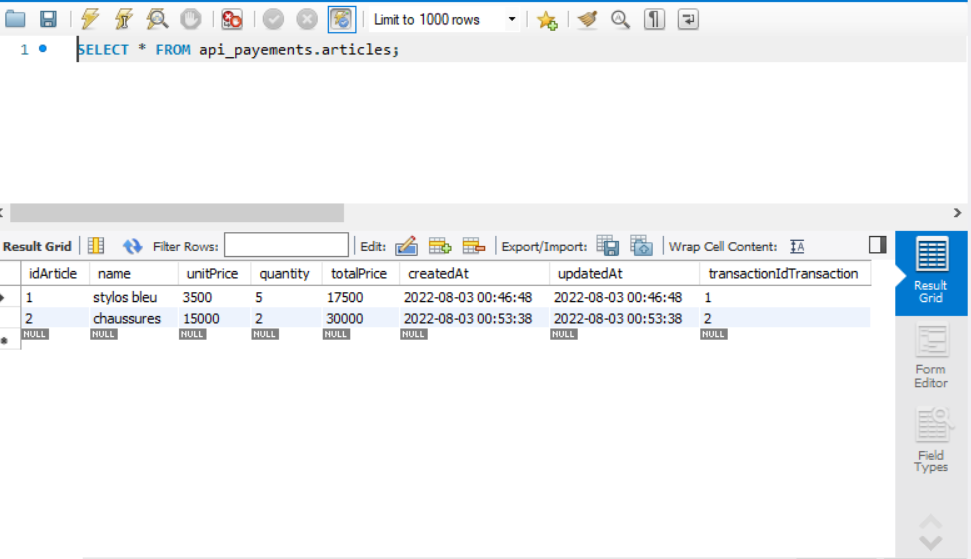 Limit to 1000 rows
1 SELECT * FROM api_payements.articles;
Result Grid Filter Rows: Edit: Export/Import: Wrap Cell Content: IA
idArticle name unitPrice quantity totalPrice createdAt updatedAt transactionIdTransaction
1 stylos bleu 3500 5 17500 2022-08-03 00:46:48 2022-08-03 00:46:48 1
2 chaussures 15000 2 30000 2022-08-03 00:53:38 2022-08-03 00:53:38 2
NULL NULL NULL NULL NULL NULL NULL NULL
Result
Grid
Form
Editor
Field
Types